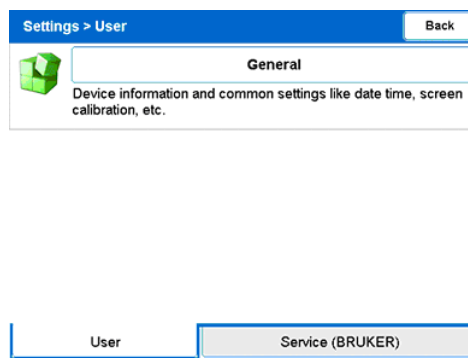 Settings > User
Back
General
Device information and common settings like date time, screen
calibration, etc.
User
Service (BRUKER)